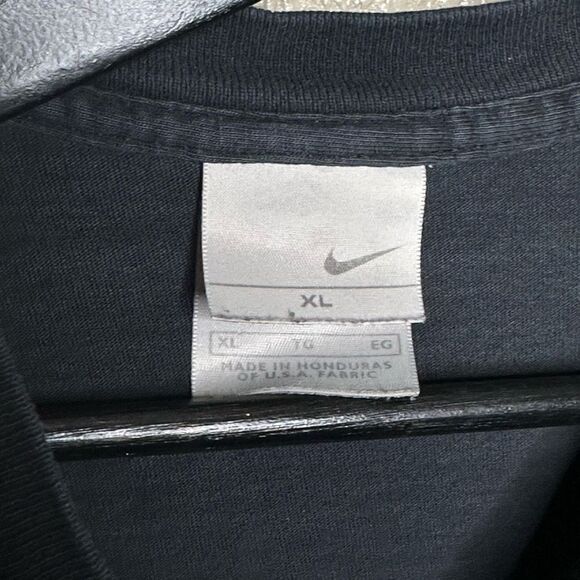 XL
XL TG EG
MADE IN HONDURAS
OF U.S.A. FABRIC